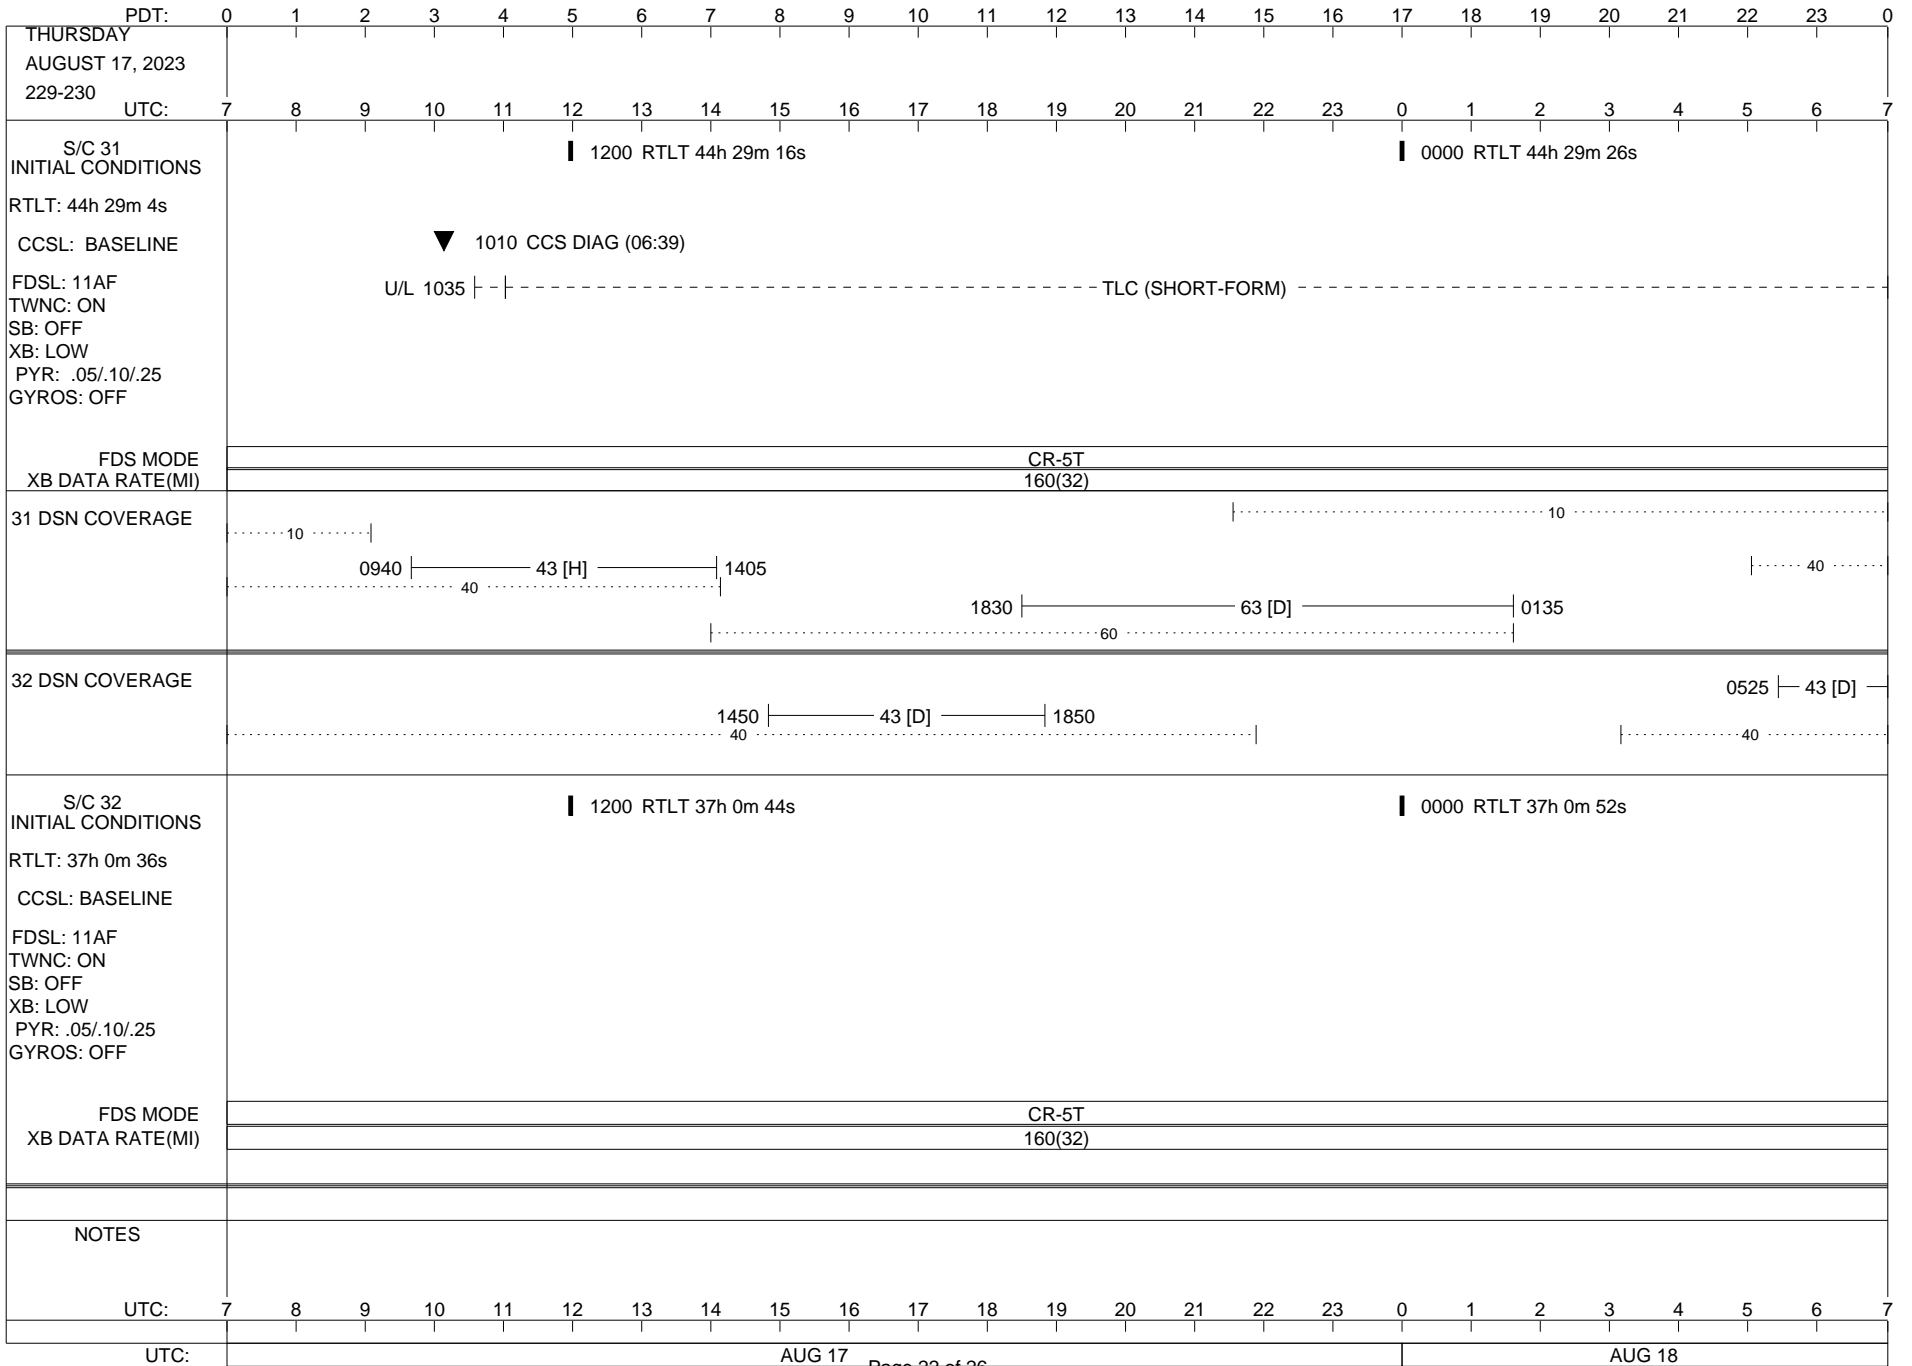 PDT: 0 1 2 3 4 5 6 7 8 9 10 11 12 13 14 15 16 17 18 19 20 21 22 23 0
THURSDAY
AUGUST 17, 2023
229-230
UTC: 7 8 9 10 11 12 13 14 15 16 17 18 19 20 21 22 23 0 1 2 3 4 5 6 7
S/C 31
INITIAL CONDITIONS
1200 RTLT 44h 29m 16s
0000 RTLT 44h 29m 26s
RTLT: 44h 29m 4s
CCSL: BASELINE
1010 CCS DIAG (06:39)
FDSL: 11AF
U/L 1035
TLC (SHORT-FORM)
TWNC: ON
SB: OFF
XB: LOW
PYR: .05/.10/.25
GYROS: OFF
FDS MODE
CR-5T
XB DATA RATE(MI)
160(32)
31 DSN COVERAGE
10
10
0940 43 [H] 1405
40
40
1830 63 [D] 0135
60
32 DSN COVERAGE
0525 43 [D]
1450 43 [D] 1850
40
40
S/C 32
INITIAL CONDITIONS
1200 RTLT 37h 0m 44s
0000 RTLT 37h 0m 52s
RTLT: 37h 0m 36s
CCSL: BASELINE
FDSL: 11AF
TWNC: ON
SB: OFF
XB: LOW
PYR: .05/.10/.25
GYROS: OFF
FDS MODE
CR-5T
XB DATA RATE(MI)
160(32)
NOTES
UTC: 7 8 9 10 11 12 13 14 15 16 17 18 19 20 21 22 23 0 1 2 3 4 5 6 7
UTC: AUG 17 AUG 18